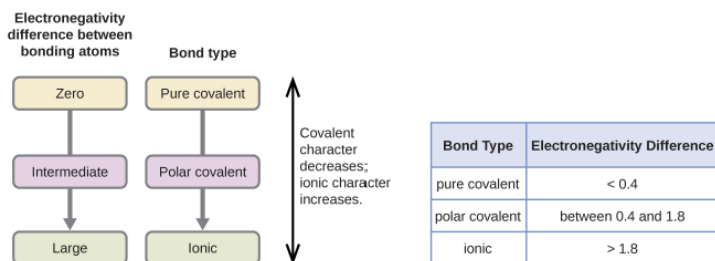 Electronegativity
difference between
bonding atoms
Bond type
Zero
Pure covalent
Intermediate
Polar covalent
Large
Ionic
Covalent
character
decreases;
ionic character
increases.
Bond Type Electronegativity Difference
pure covalent < 0.4
polar covalent between 0.4 and 1.8
ionic > 1.8